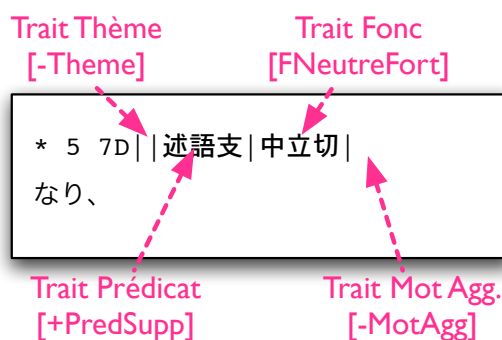 Trait Thème
[-Theme]
Trait Fonc
[FNeutreFort]
* 5 7D||述語支|中立切|
なり、
Trait Prédicat
[+PredSupp]
Trait Mot Agg.
[-MotAgg]